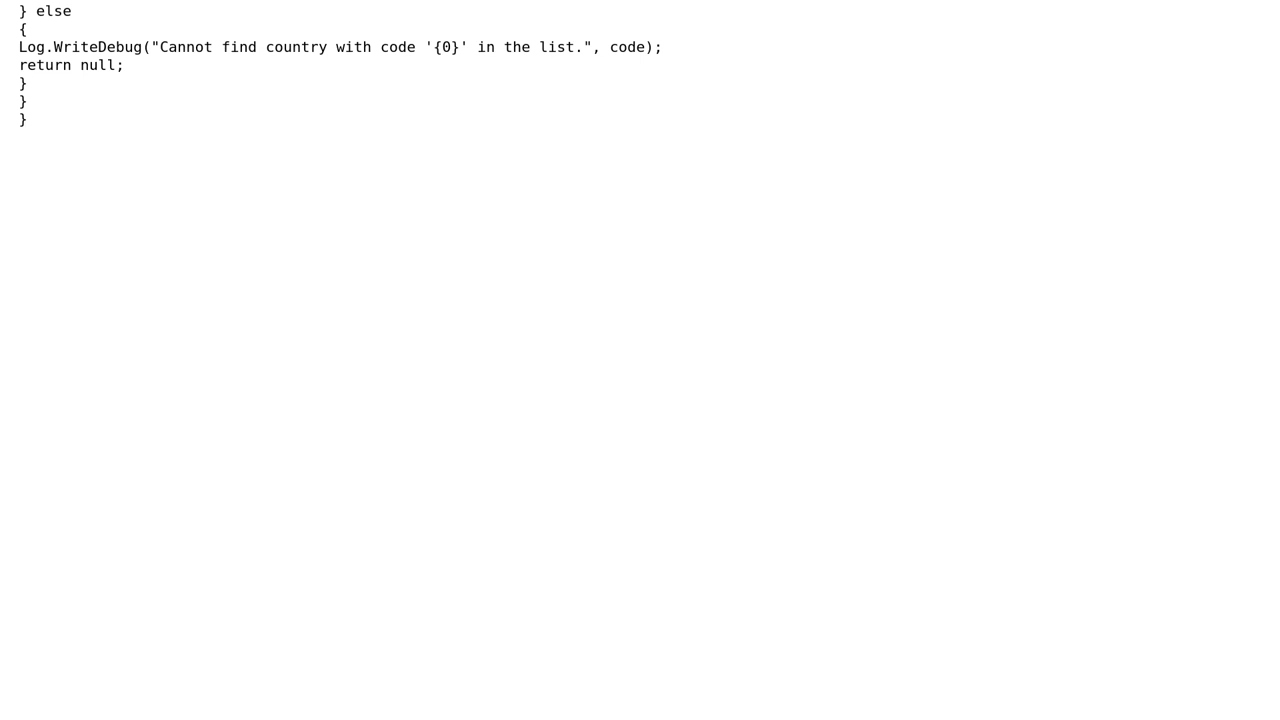 } else
{
Log.WriteDebug("Cannot find country with code '{0}' in the list.", code);
return null;
}
}
}